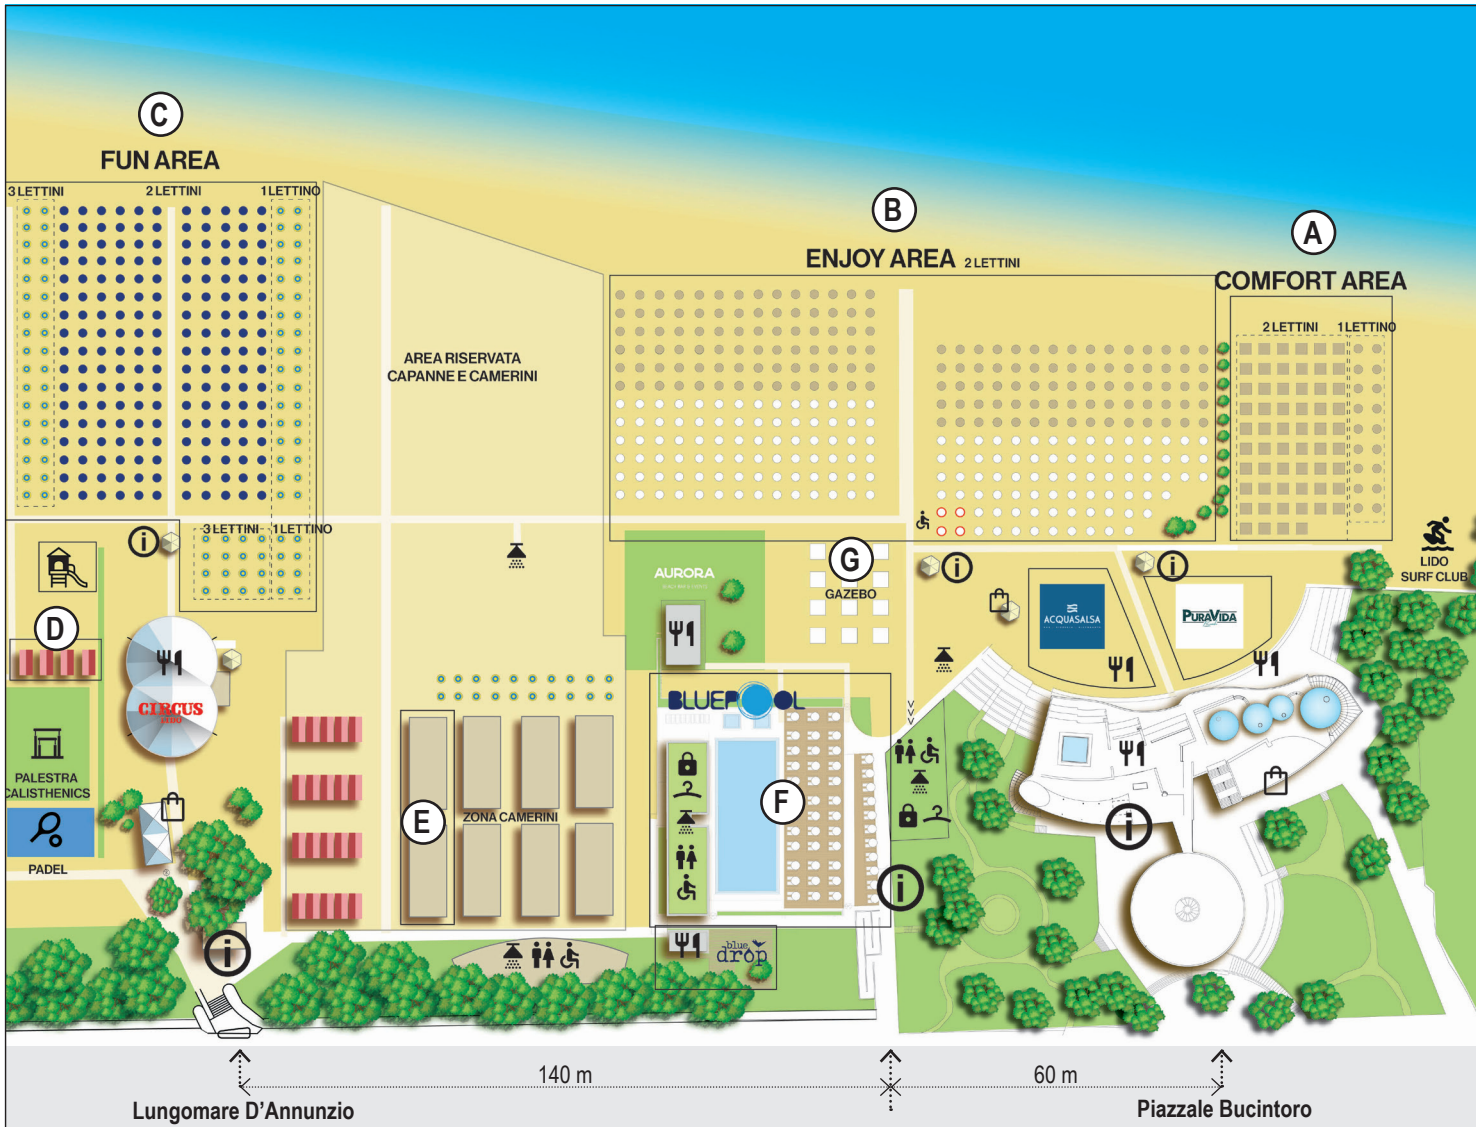 C
FUN AREA
3 LETTINI
2 LETTINI
1 LETTINO
B
ENJOY AREA 2 LETTINI
A
COMFORT AREA
2 LETTINI
1 LETTINO
AREA RISERVATA
CAPANNE E CAMERINI
3 LETTINI
1 LETTINO
i
i
i
G
GAZEBO
AURORA
LIDO
SURF CLUB
ACQUASALSA
PURAVIDA
D
CIRCUS
LIDO
BLUEPOOL
PALESTRA
CALISTHENICS
PADEL
E
ZONA CAMERINI
F
i
i
i
blue
drop
140 m
60 m
Lungomare D'Annunzio
Piazzale Bucintoro